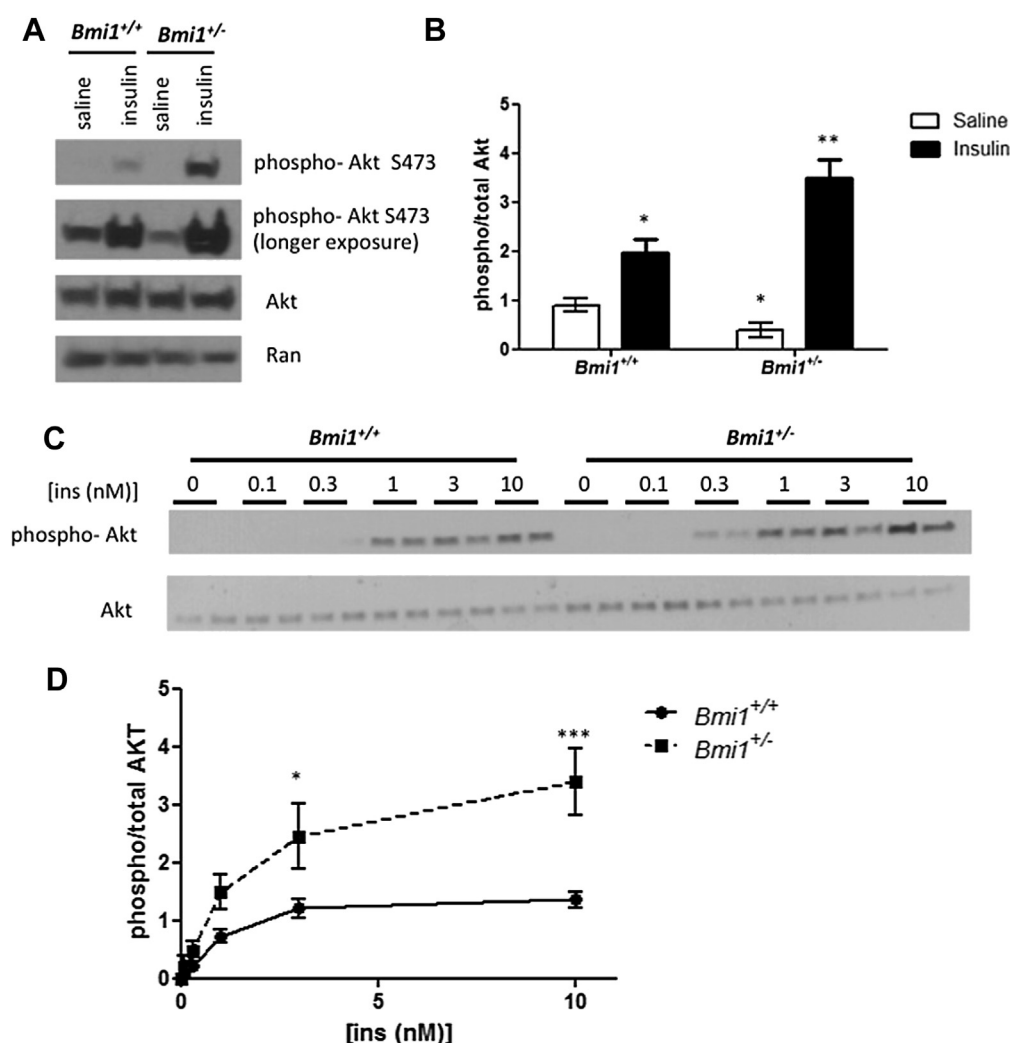 A
Bmi1+/+ Bmi1+/-
saline insulin saline insulin
phospho- Akt S473
phospho- Akt S473
(longer exposure)
Akt
Ran
B
phospho/total Akt
5
4
3
2
1
0
* * **
Bmi1+/+ Bmi1+/-
Saline
Insulin
C
Bmi1+/+ Bmi1+/-
[ins (nM)] 0 0.1 0.3 1 3 10 0 0.1 0.3 1 3 10
phospho- Akt
Akt
D
phospho/total AKT
5
4
3
2
1
0
* ***
0 5 10
[ins (nM)]
Bmi1+/+
Bmi1+/-